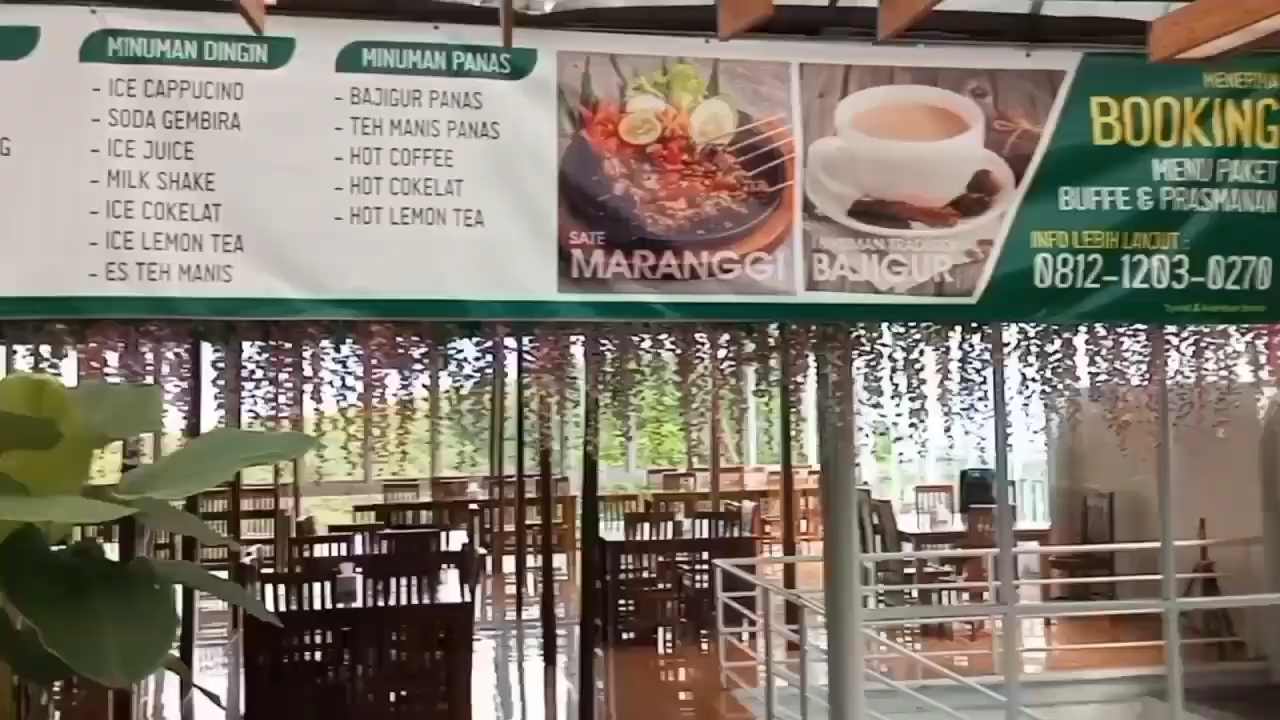 G
MINUMAN DINGIN
- ICE CAPPUCINO
- SODA GEMBIRA
- ICE JUICE
- MILK SHAKE
- ICE COKELAT
- ICE LEMON TEA
- ES TEH MANIS
MINUMAN PANAS
- BAJIGUR PANAS
- TEH MANIS PANAS
- HOT COFFEE
- HOT COKELAT
- HOT LEMON TEA
SATE
MARANGGI
BAJIGUR
MENERIMA
BOOKING
MENU PAKET
BUFFE & PRASMANAN
INFO LEBIH LANJUT :
0812-1203-0270